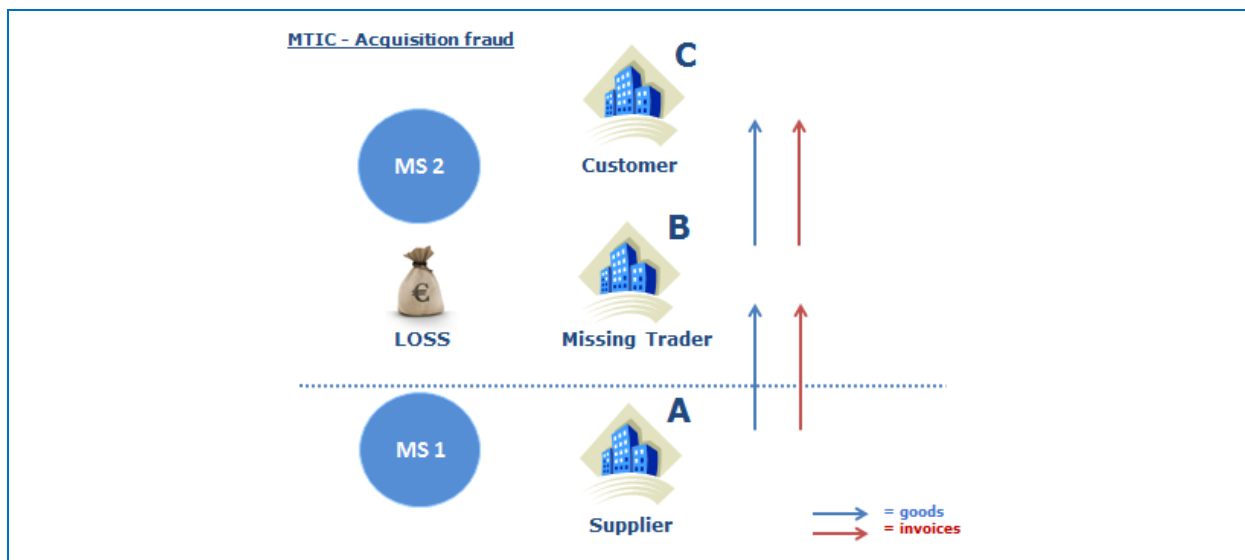 MTIC - Acquisition fraud
C
MS 2
Customer
B
€
LOSS
Missing Trader
A
MS 1
Supplier
= goods
= invoices